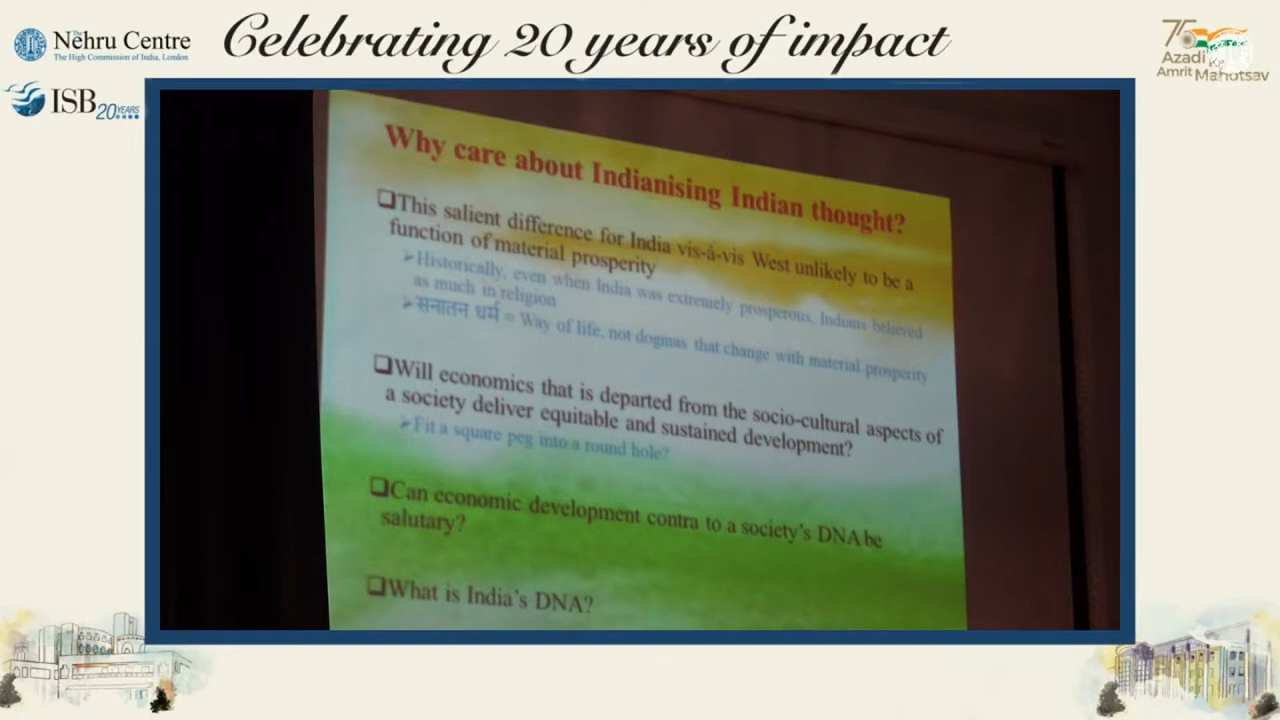 The
Nehru Centre
The High Commission of India, London
ISB 20 YEARS
Celebrating 20 years of impact
75
Azadi Ka
Amrit Mahotsav
Why care about Indianising Indian thought?
❑This salient difference for India vis-à-vis West unlikely to be a
function of material prosperity
➢Historically, even when India was extremely prosperous, Indians believed
as much in religion
➢सनातन धर्म = Way of life, not dogmas that change with material prosperity
❑Will economics that is departed from the socio-cultural aspects of
a society deliver equitable and sustained development?
➢Fit a square peg into a round hole?
❑Can economic development contra to a society's DNA be
salutary?
❑What is India's DNA?